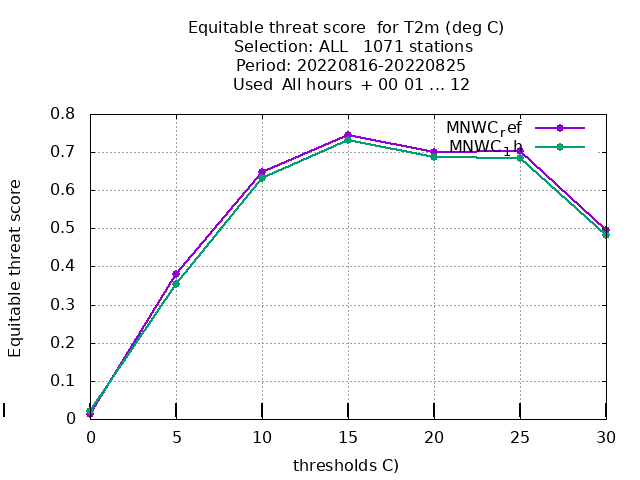 Equitable threat score  for T2m (deg C)
Selection: ALL   1071 stations
Period: 20220816-20220825
Used  All hours  + 00 01 ... 12
MNWC_ref
MNWC_1h
0.8
0.7
0.6
0.5
0.4
0.3
0.2
0.1
0
Equitable threat score
0 5 10 15 20 25 30
thresholds C)